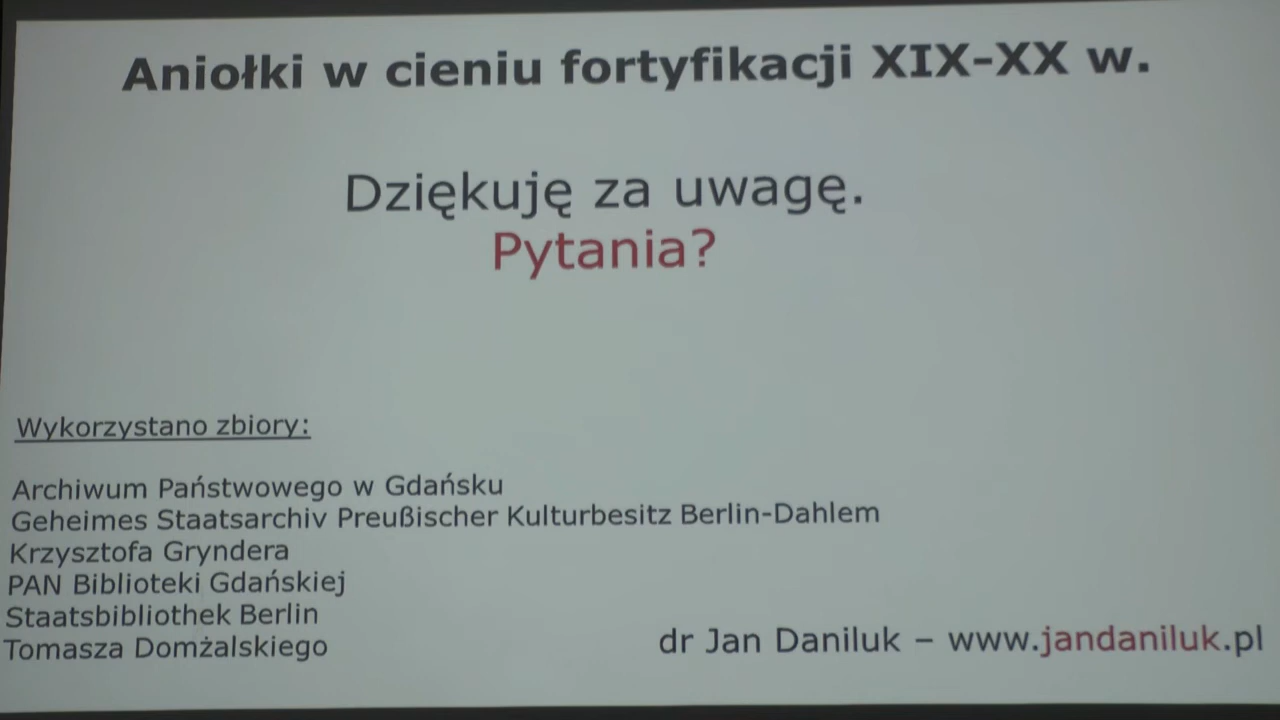 Aniołki w cieniu fortyfikacji XIX-XX w.
Dziękuję za uwagę.
Pytania?
Wykorzystano zbiory:
Archiwum Państwowego w Gdańsku
Geheimes Staatsarchiv Preußischer Kulturbesitz Berlin-Dahlem
Krzysztofa Gryndera
PAN Biblioteki Gdańskiej
Staatsbibliothek Berlin
Tomasza Domżalskiego
dr Jan Daniluk – www.jandaniluk.pl